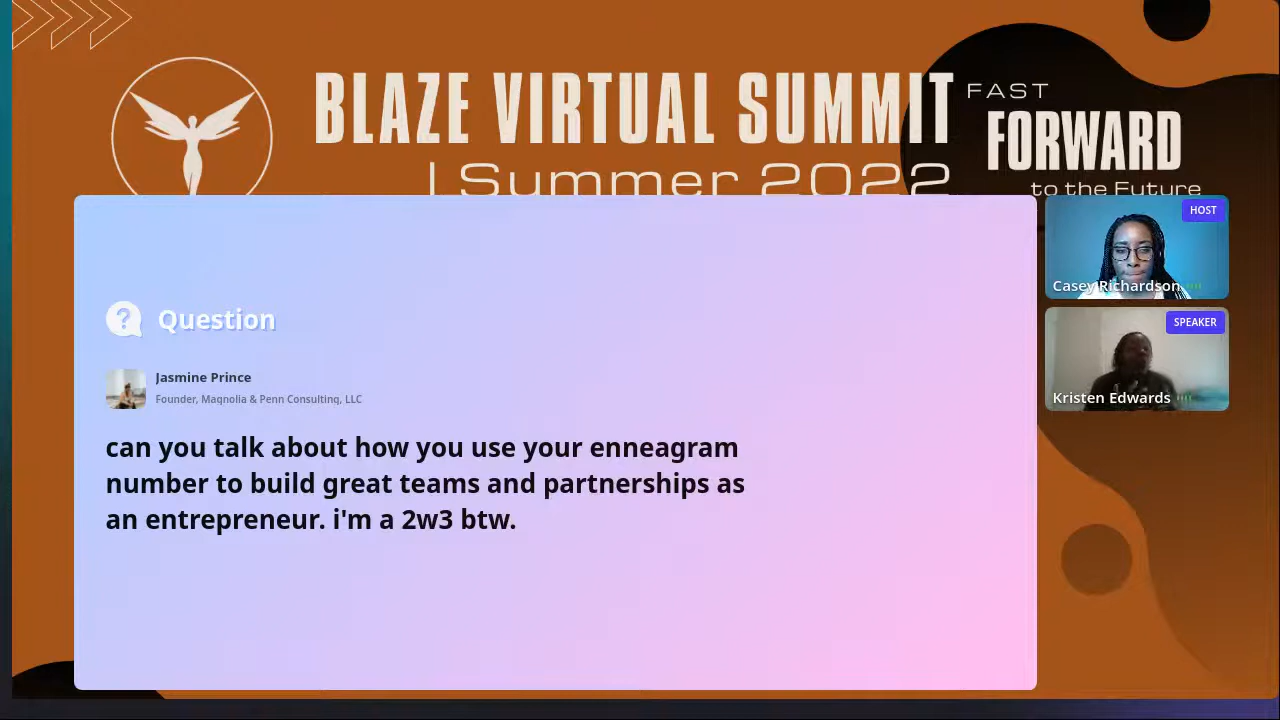 BLAZE VIRTUAL SUMMIT
| Summer 2022
FAST
FORWARD
to the Future
HOST
Casey Richardson
SPEAKER
Kristen Edwards
Question
Jasmine Prince
Founder, Magnolia & Penn Consulting, LLC
can you talk about how you use your enneagram
number to build great teams and partnerships as
an entrepreneur. i'm a 2w3 btw.